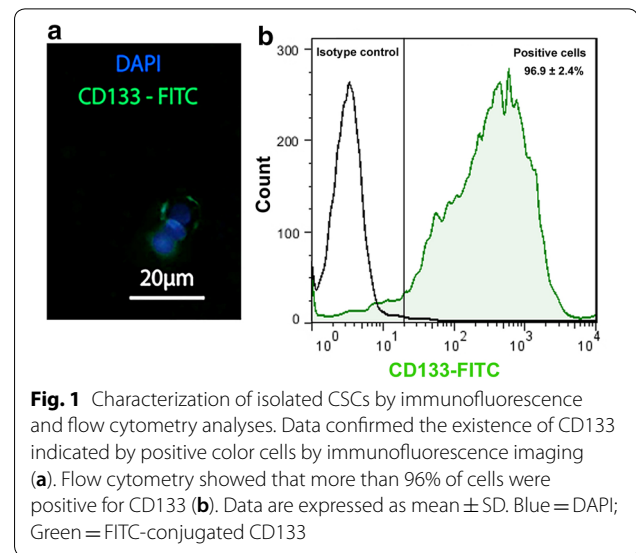 a
DAPI
CD133 - FITC
20µm
b
300
200
100
0
Count
Isotype control
Positive cells
96.9 ± 2.4%
10^0 10^1 10^2 10^3 10^4
CD133-FITC
Fig. 1 Characterization of isolated CSCs by immunofluorescence
and flow cytometry analyses. Data confirmed the existence of CD133
indicated by positive color cells by immunofluorescence imaging
(a). Flow cytometry showed that more than 96% of cells were
positive for CD133 (b). Data are expressed as mean ± SD. Blue = DAPI;
Green = FITC-conjugated CD133